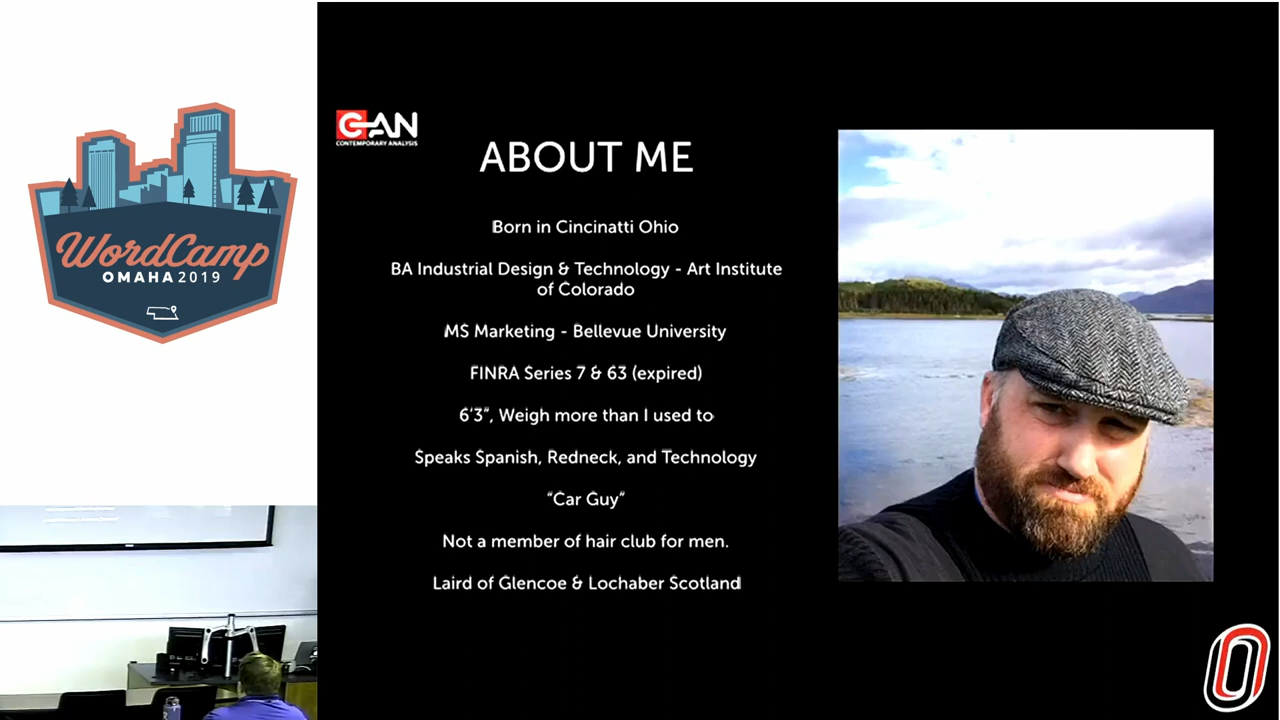 WordCamp
OMAHA 2019
CAN
CONTEMPORARY ANALYSIS
ABOUT ME
Born in Cincinatti Ohio
BA Industrial Design & Technology - Art Institute
of Colorado
MS Marketing - Bellevue University
FINRA Series 7 & 63 (expired)
6'3", Weigh more than I used to
Speaks Spanish, Redneck, and Technology
"Car Guy"
Not a member of hair club for men.
Laird of Glencoe & Lochaber Scotland
O